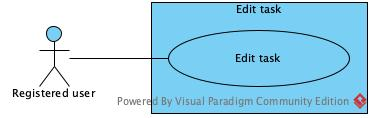 Edit task
Edit task
Registered user
Powered By Visual Paradigm Community Edition